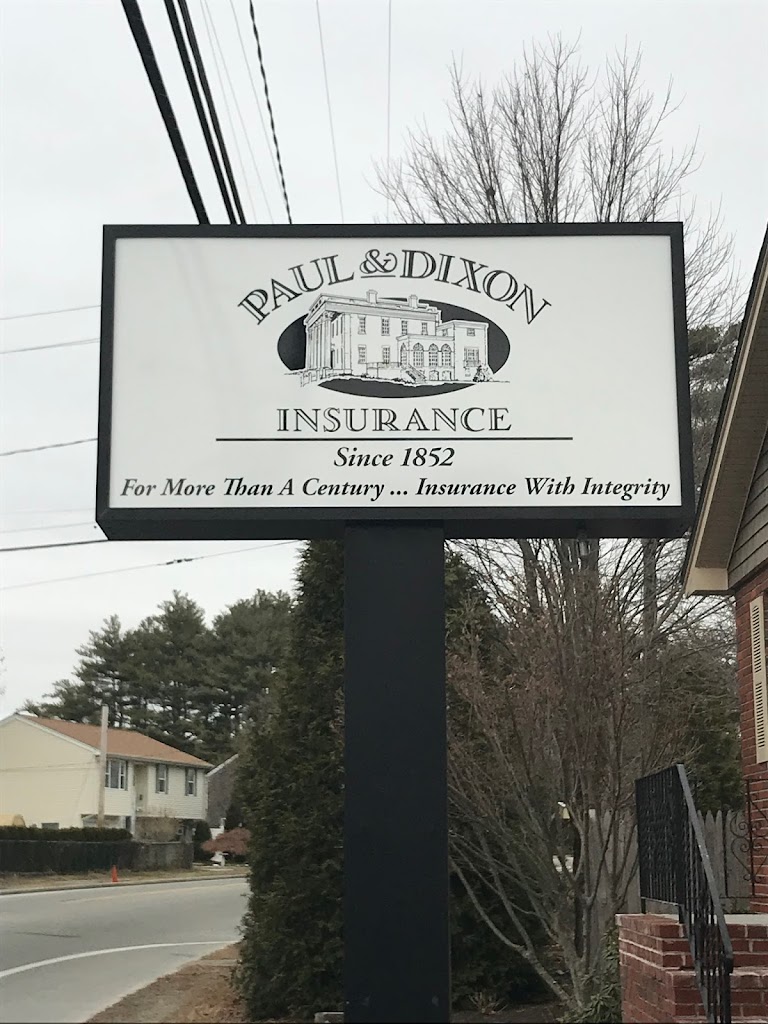 PAUL & DIXON
INSURANCE
Since 1852
For More Than A Century ... Insurance With Integrity